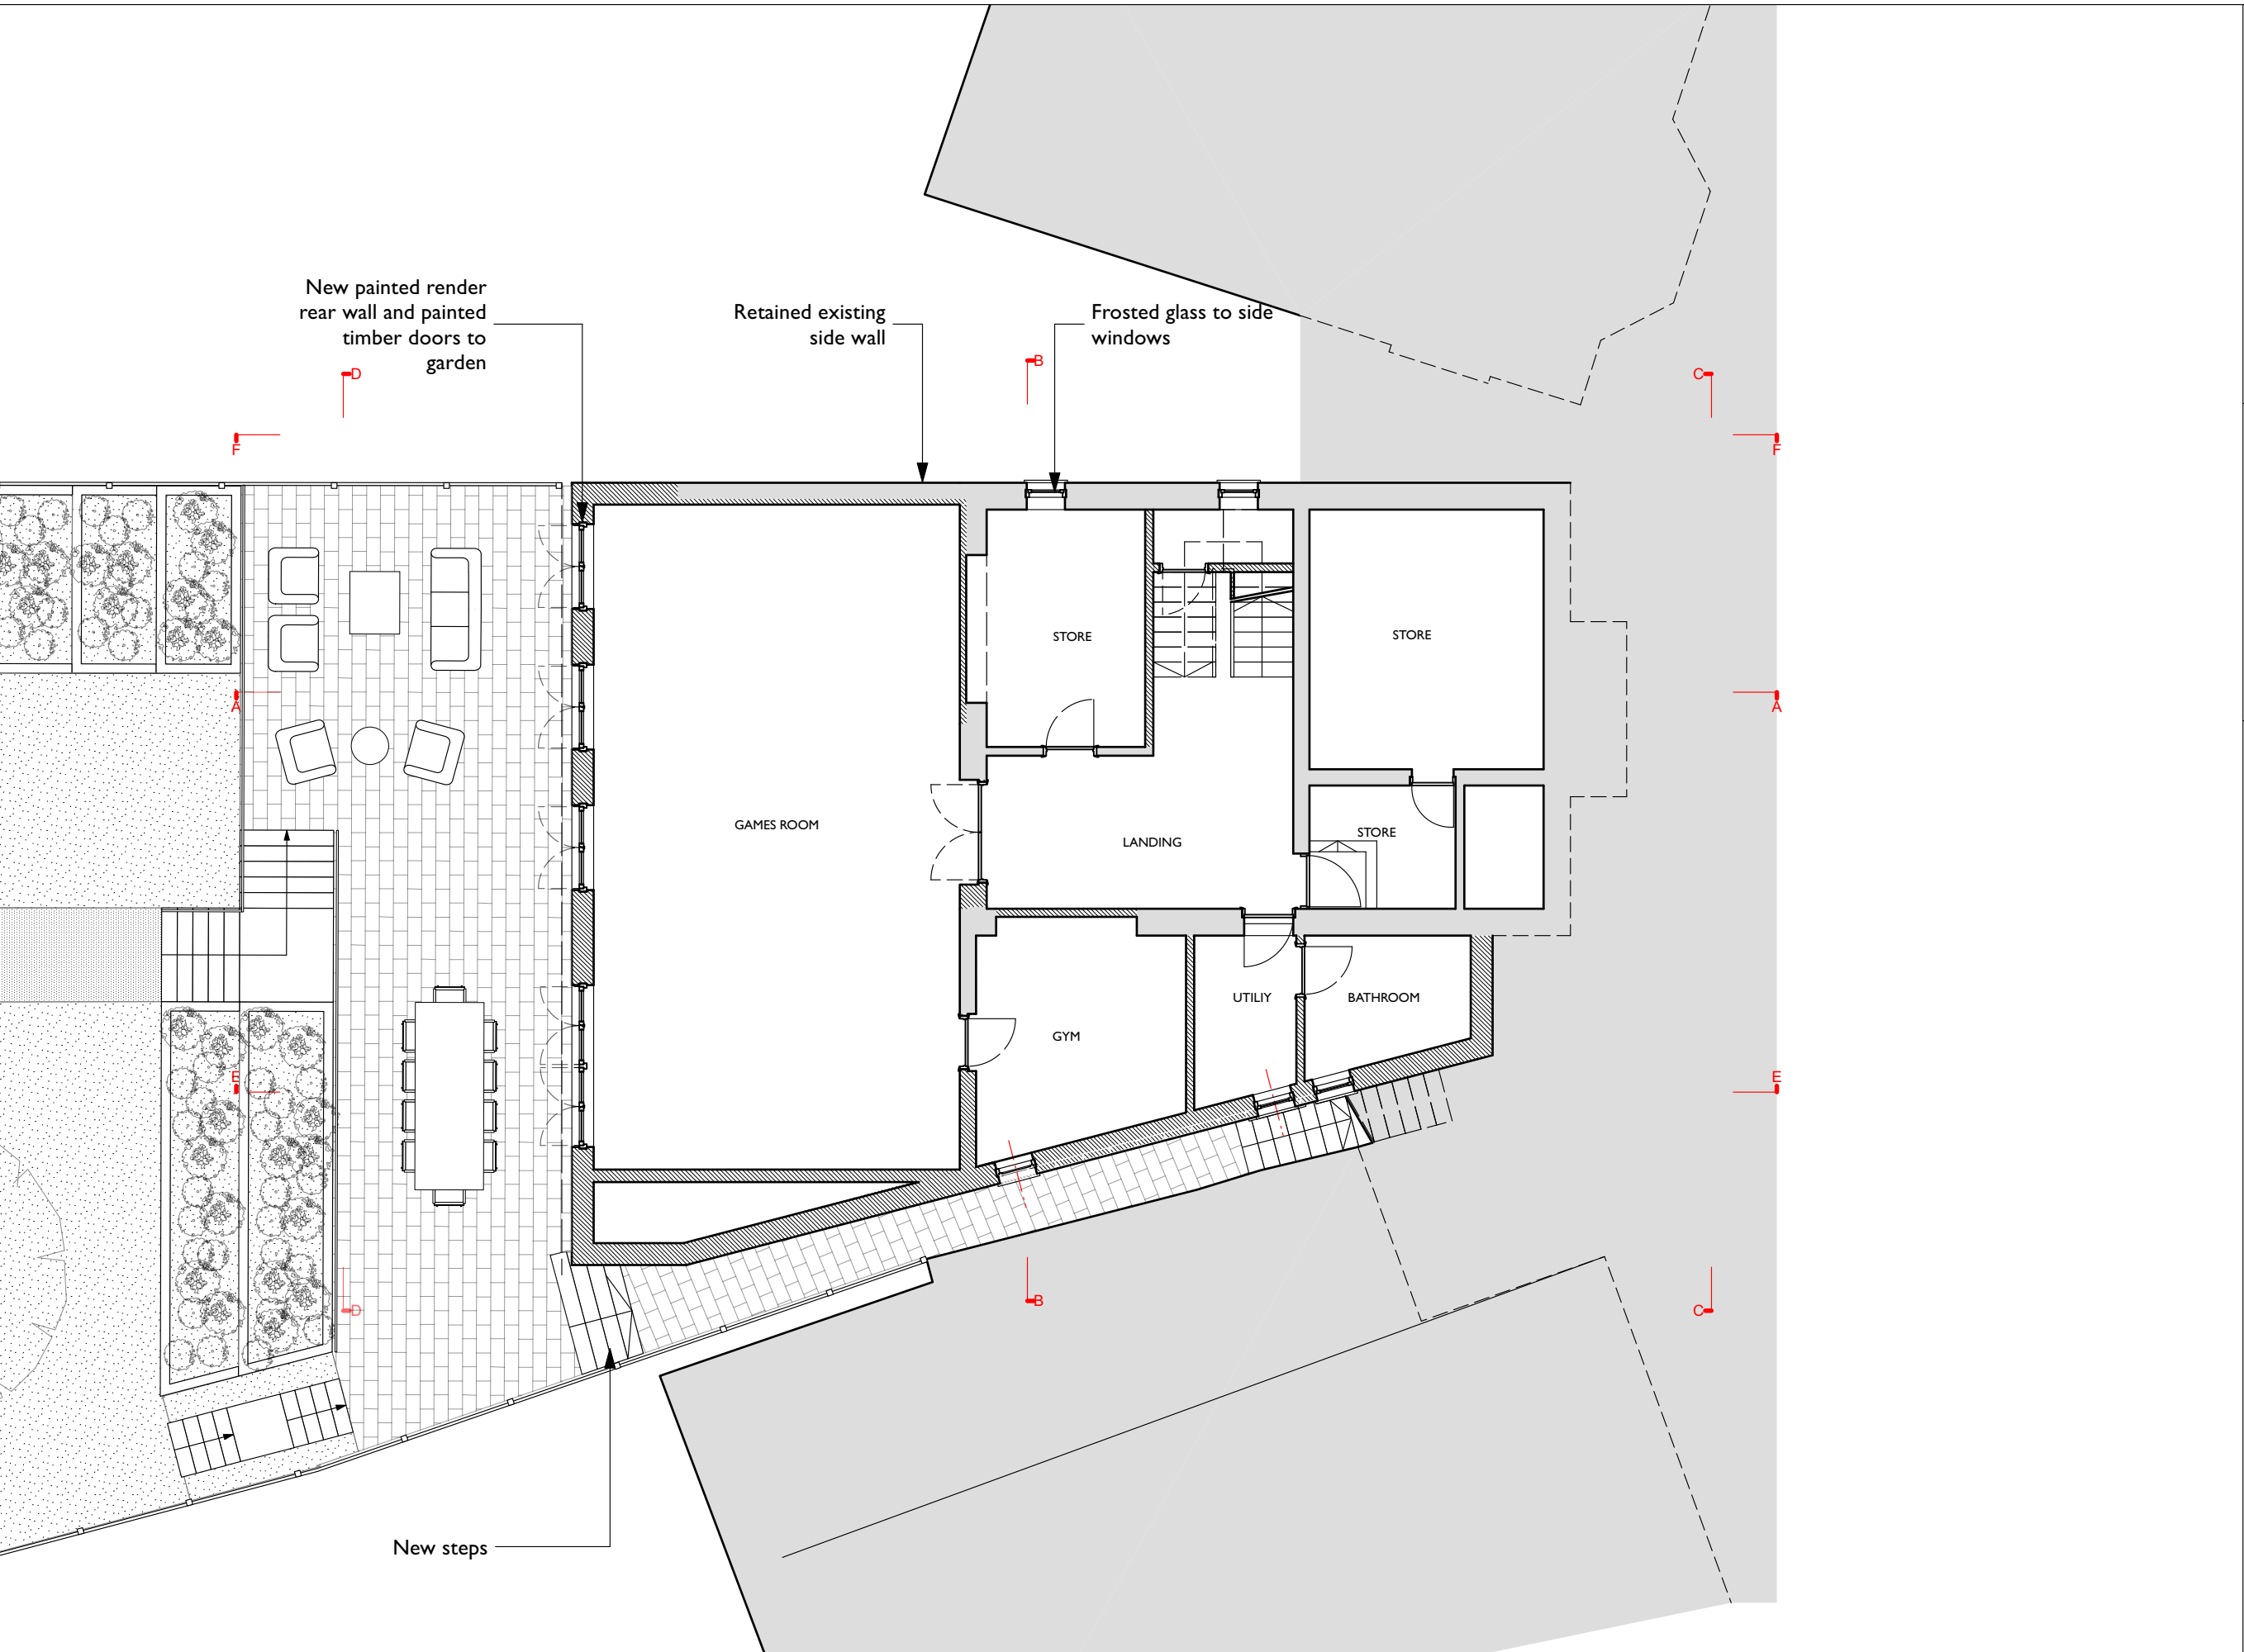 New painted render
rear wall and painted
timber doors to
garden
Retained existing
side wall
Frosted glass to side
windows
B
D
C
F
F
STORE
STORE
A
A
GAMES ROOM
STORE
LANDING
UTILIY
BATHROOM
GYM
E
E
B
D
C
New steps